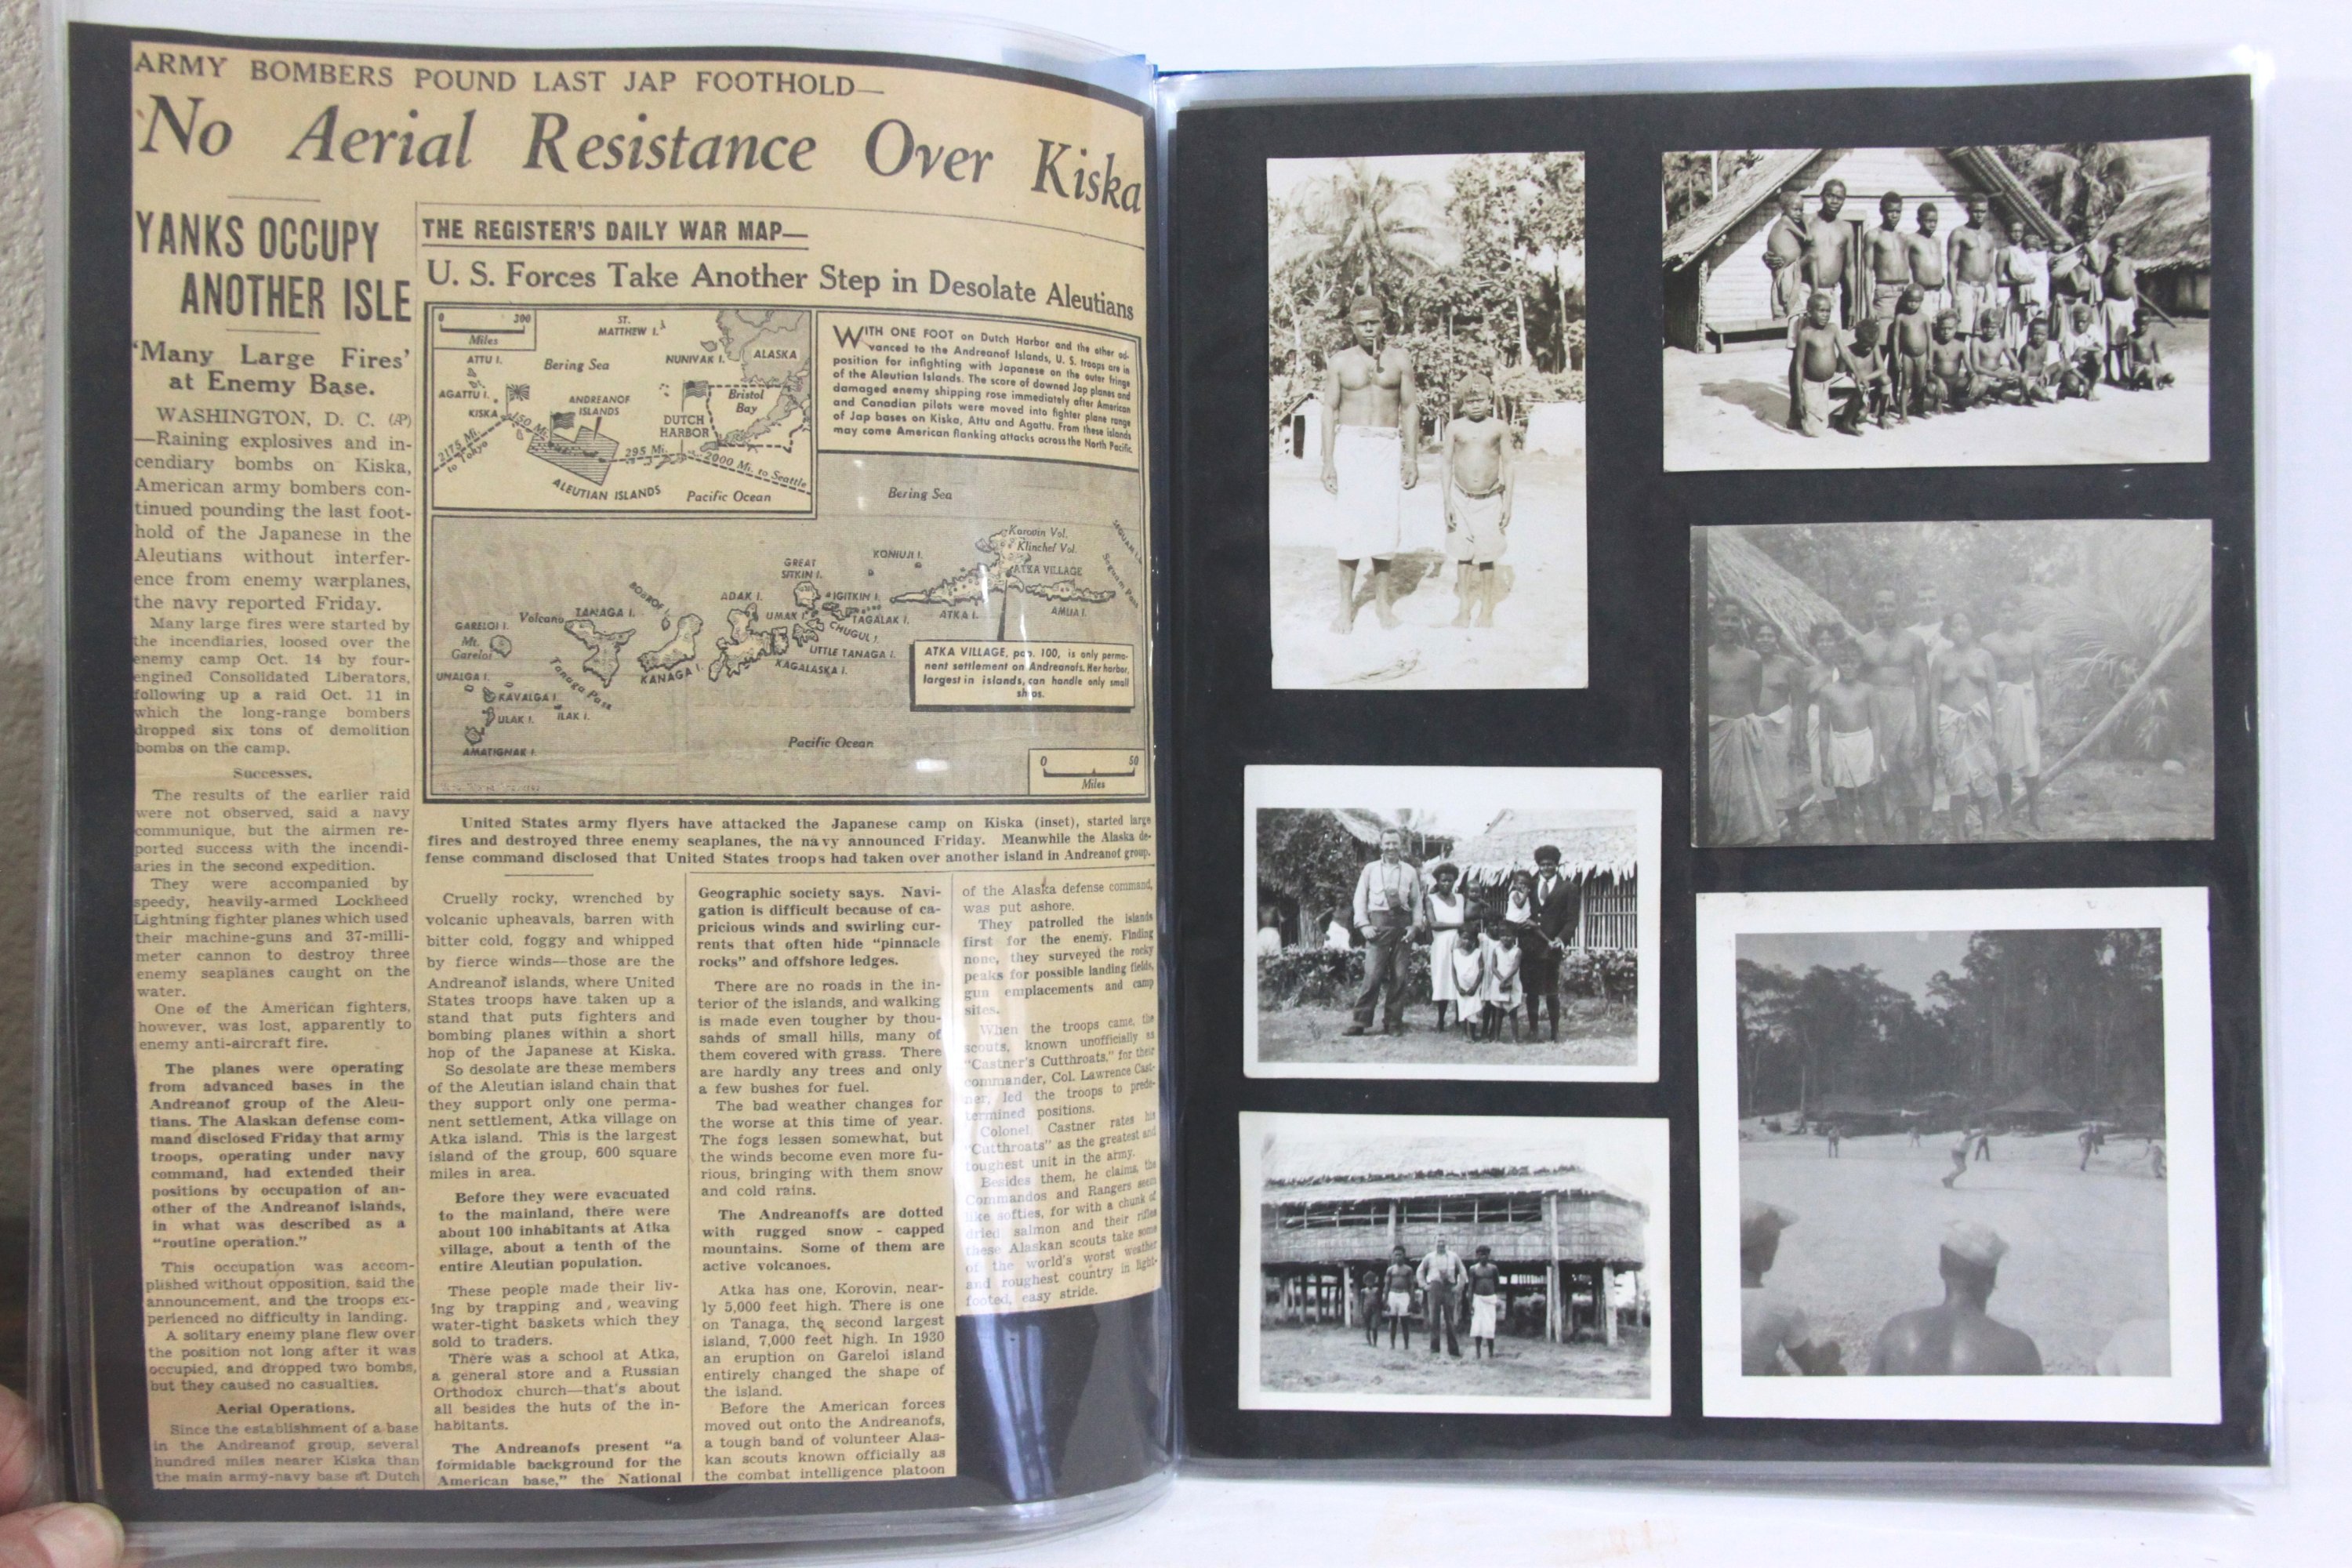 ARMY BOMBERS POUND LAST JAP FOOTHOLD—
No Aerial Resistance Over Kiska
YANKS OCCUPY
ANOTHER ISLE
'Many Large Fires'
at Enemy Base.
WASHINGTON, D. C. (AP)
—Raining explosives and in-
cendiary bombs on Kiska,
American army bombers con-
tinued pounding the last foot-
hold of the Japanese in the
Aleutians without interfer-
ence from enemy warplanes,
the navy reported Friday.
Many large fires were started by
the incendiaries, loosed over the
enemy camp Oct. 14 by four-
engined Consolidated Liberators,
following up a raid Oct. 11 in
which the long-range bombers
dropped six tons of demolition
bombs on the camp.
Successes.
The results of the earlier raid
were not observed, said a navy
communique, but the airmen re-
ported success with the incendi-
aries in the second expedition.
They were accompanied by
speedy, heavily-armed Lockheed
Lightning fighter planes which used
their machine-guns and 37-milli-
meter cannon to destroy three
enemy seaplanes caught on the
water.
One of the American fighters,
however, was lost, apparently to
enemy anti-aircraft fire.
The planes were operating
from advanced bases in the
Andreanof group of the Aleu-
tians. The Alaskan defense com-
mand disclosed Friday that army
troops, operating under navy
command, had extended their
positions by occupation of an-
other of the Andreanof islands,
in what was described as a
"routine operation."
This occupation was accom-
plished without opposition, said the
announcement, and the troops ex-
perienced no difficulty in landing.
A solitary enemy plane flew over
the position not long after it was
occupied, and dropped two bombs,
but they caused no casualties.
Aerial Operations.
Since the establishment of a base
in the Andreanof group, several
hundred miles nearer Kiska than
the main army-navy base at Dutch
THE REGISTER'S DAILY WAR MAP—
U. S. Forces Take Another Step in Desolate Aleutians
0 300
Miles
ST.
MATTHEW I.
NUNIVAK I.
ALASKA
ATTU I.
Bering Sea
AGATTU I.
KISKA
150 Mi.
ANDREANOF
ISLANDS
Bristol
Bay
DUTCH
HARBOR
2175 Mi.
to Tokyo
295 Mi.
2000 Mi. to Seattle
ALEUTIAN ISLANDS
Pacific Ocean
WITH ONE FOOT on Dutch Harbor and the other ad-
vanced to the Andreanof Islands, U. S. troops are in
position for infighting with Japanese on the outer fringe
of the Aleutian Islands. The score of downed Jap planes and
damaged enemy shipping rose immediately after American
and Canadian pilots were moved into fighter plane range
of Jap bases on Kiska, Attu and Agattu. From these islands
may come American flanking attacks across the North Pacific.
Bering Sea
Korovin Vol.
Klinchef Vol.
SEGUAM I.
Seguam Pass
KONIUJI I.
ATKA VILLAGE
GREAT
SITKIN I.
ATKA I.
AMLIA I.
BOBROF I.
ADAK I.
IGITKIN I.
UMAK I.
TAGALAK I.
CHUGUL I.
Volcano
TANAGA I.
GARELOI I.
Mt.
Gareloi
LITTLE TANAGA I.
KAGALASKA I.
KANAGA I.
Tanaga Pass
UNALGA I.
KAVALGA I.
ULAK I.
ILAK I.
AMATIGNAK I.
Pacific Ocean
ATKA VILLAGE, pop. 100, is only perma-
nent settlement on Andreanofs. Her harbor,
largest in islands, can handle only small
ships.
0 50
Miles
United States army flyers have attacked the Japanese camp on Kiska (inset), started large
fires and destroyed three enemy seaplanes, the navy announced Friday. Meanwhile the Alaska de-
fense command disclosed that United States troops had taken over another island in Andreanof group.
Cruelly rocky, wrenched by
volcanic upheavals, barren with
bitter cold, foggy and whipped
by fierce winds—those are the
Andreanof islands, where United
States troops have taken up a
stand that puts fighters and
bombing planes within a short
hop of the Japanese at Kiska.
So desolate are these members
of the Aleutian island chain that
they support only one perma-
nent settlement, Atka village on
Atka island. This is the largest
island of the group, 600 square
miles in area.
Before they were evacuated
to the mainland, there were
about 100 inhabitants at Atka
village, about a tenth of the
entire Aleutian population.
These people made their liv-
ing by trapping and weaving
water-tight baskets which they
sold to traders.
There was a school at Atka,
a general store and a Russian
Orthodox church—that's about
all besides the huts of the in-
habitants.
The Andreanofs present "a
formidable background for the
American base," the National
Geographic society says. Navi-
gation is difficult because of ca-
pricious winds and swirling cur-
rents that often hide "pinnacle
rocks" and offshore ledges.
There are no roads in the in-
terior of the islands, and walking
is made even tougher by thou-
sands of small hills, many of
them covered with grass. There
are hardly any trees and only
a few bushes for fuel.
The bad weather changes for
the worse at this time of year.
The fogs lessen somewhat, but
the winds become even more fu-
rious, bringing with them snow
and cold rains.
The Andreanoffs are dotted
with rugged snow - capped
mountains. Some of them are
active volcanoes.
Atka has one, Korovin, near-
ly 5,000 feet high. There is one
on Tanaga, the second largest
island, 7,000 feet high. In 1930
an eruption on Gareloi island
entirely changed the shape of
the island.
Before the American forces
moved out onto the Andreanofs,
a tough band of volunteer Alas-
kan scouts known officially as
the combat intelligence platoon
of the Alaska defense command,
was put ashore.
They patrolled the islands
first for the enemy. Finding
none, they surveyed the rocky
peaks for possible landing fields,
gun emplacements and camp
sites.
When the troops came, the
scouts, known unofficially as
"Castner's Cutthroats," for their
commander, Col. Lawrence Cast-
ner, led the troops to prede-
termined positions.
Colonel Castner rates his
"Cutthroats" as the greatest and
toughest unit in the army.
Besides them, he claims, the
Commandos and Rangers seem
like softies, for with a chunk of
dried salmon and their rifles
these Alaskan scouts take some
of the world's worst weather
and roughest country in light-
footed, easy stride.